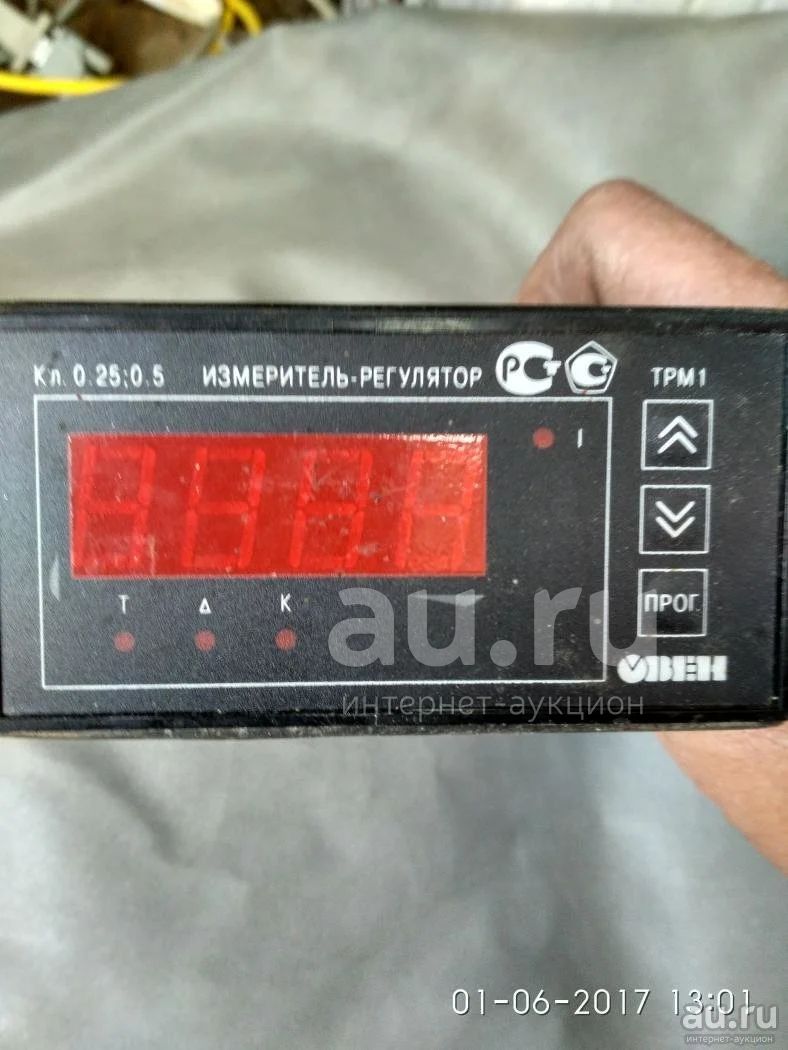 Кл. 0.25;0.5 ИЗМЕРИТЕЛЬ-РЕГУЛЯТОР РСТ ТРМ1
I
Т Δ К
ПРОГ.
ОВЕН
au.ru
интернет-аукцион
01-06-2017 13:01
au.ru
интернет-аукцион